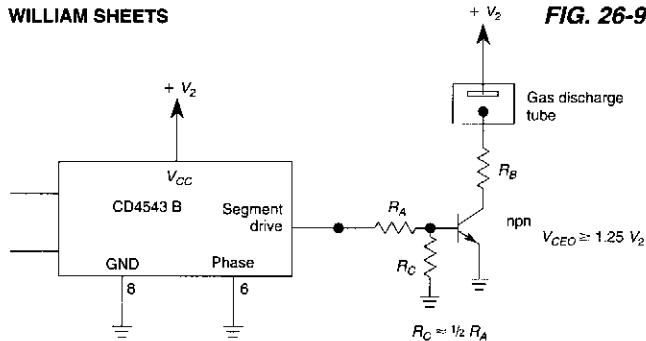 WILLIAM SHEETS
FIG. 26-9
+ V2
+ V2
Gas discharge
tube
VCC
CD4543 B
Segment
drive
RA
RB
npn
VCEO ≥ 1.25 V2
GND
Phase
RC
8
6
RC ≈ 1/2 RA